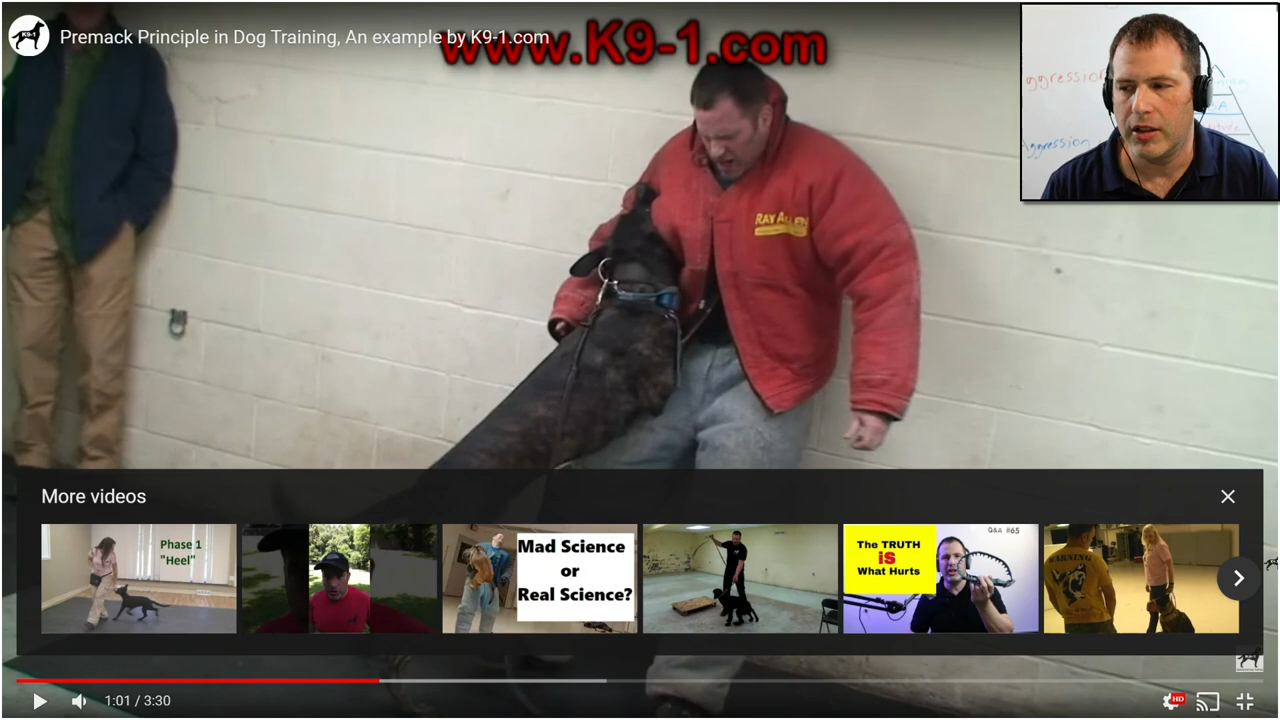 K9-1
Premack Principle in Dog Training, An example by K9-1.com
www.K9-1.com
ggression
ggression
RAY ALLEN
More videos
Phase 1
"Heel"
Mad Science
or
Real Science?
The TRUTH
iS
What Hurts
Q&A #65
WARNING
1:01 / 3:30
HD